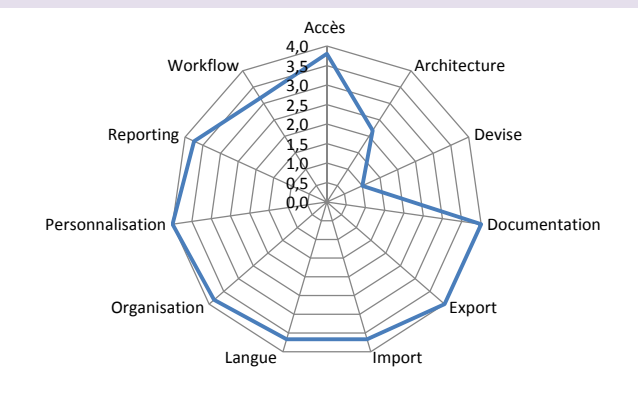 Accès
4,0
3,5
3,0
2,5
2,0
1,5
1,0
0,5
0,0
Workflow
Architecture
Reporting
Devise
Personnalisation
Documentation
Organisation
Export
Langue
Import